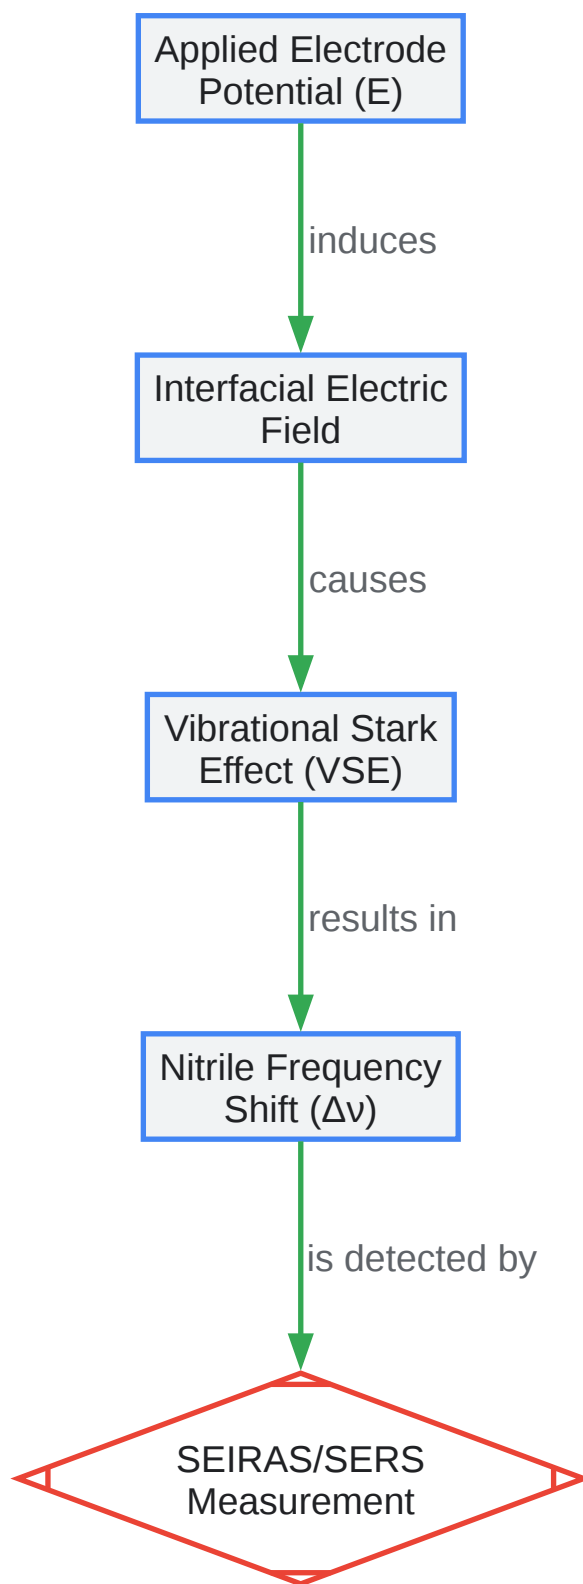 Applied Electrode
Potential (E)
induces
Interfacial Electric
Field
causes
Vibrational Stark
Effect (VSE)
results in
Nitrile Frequency
Shift (Δν)
is detected by
SEIRAS/SERS
Measurement